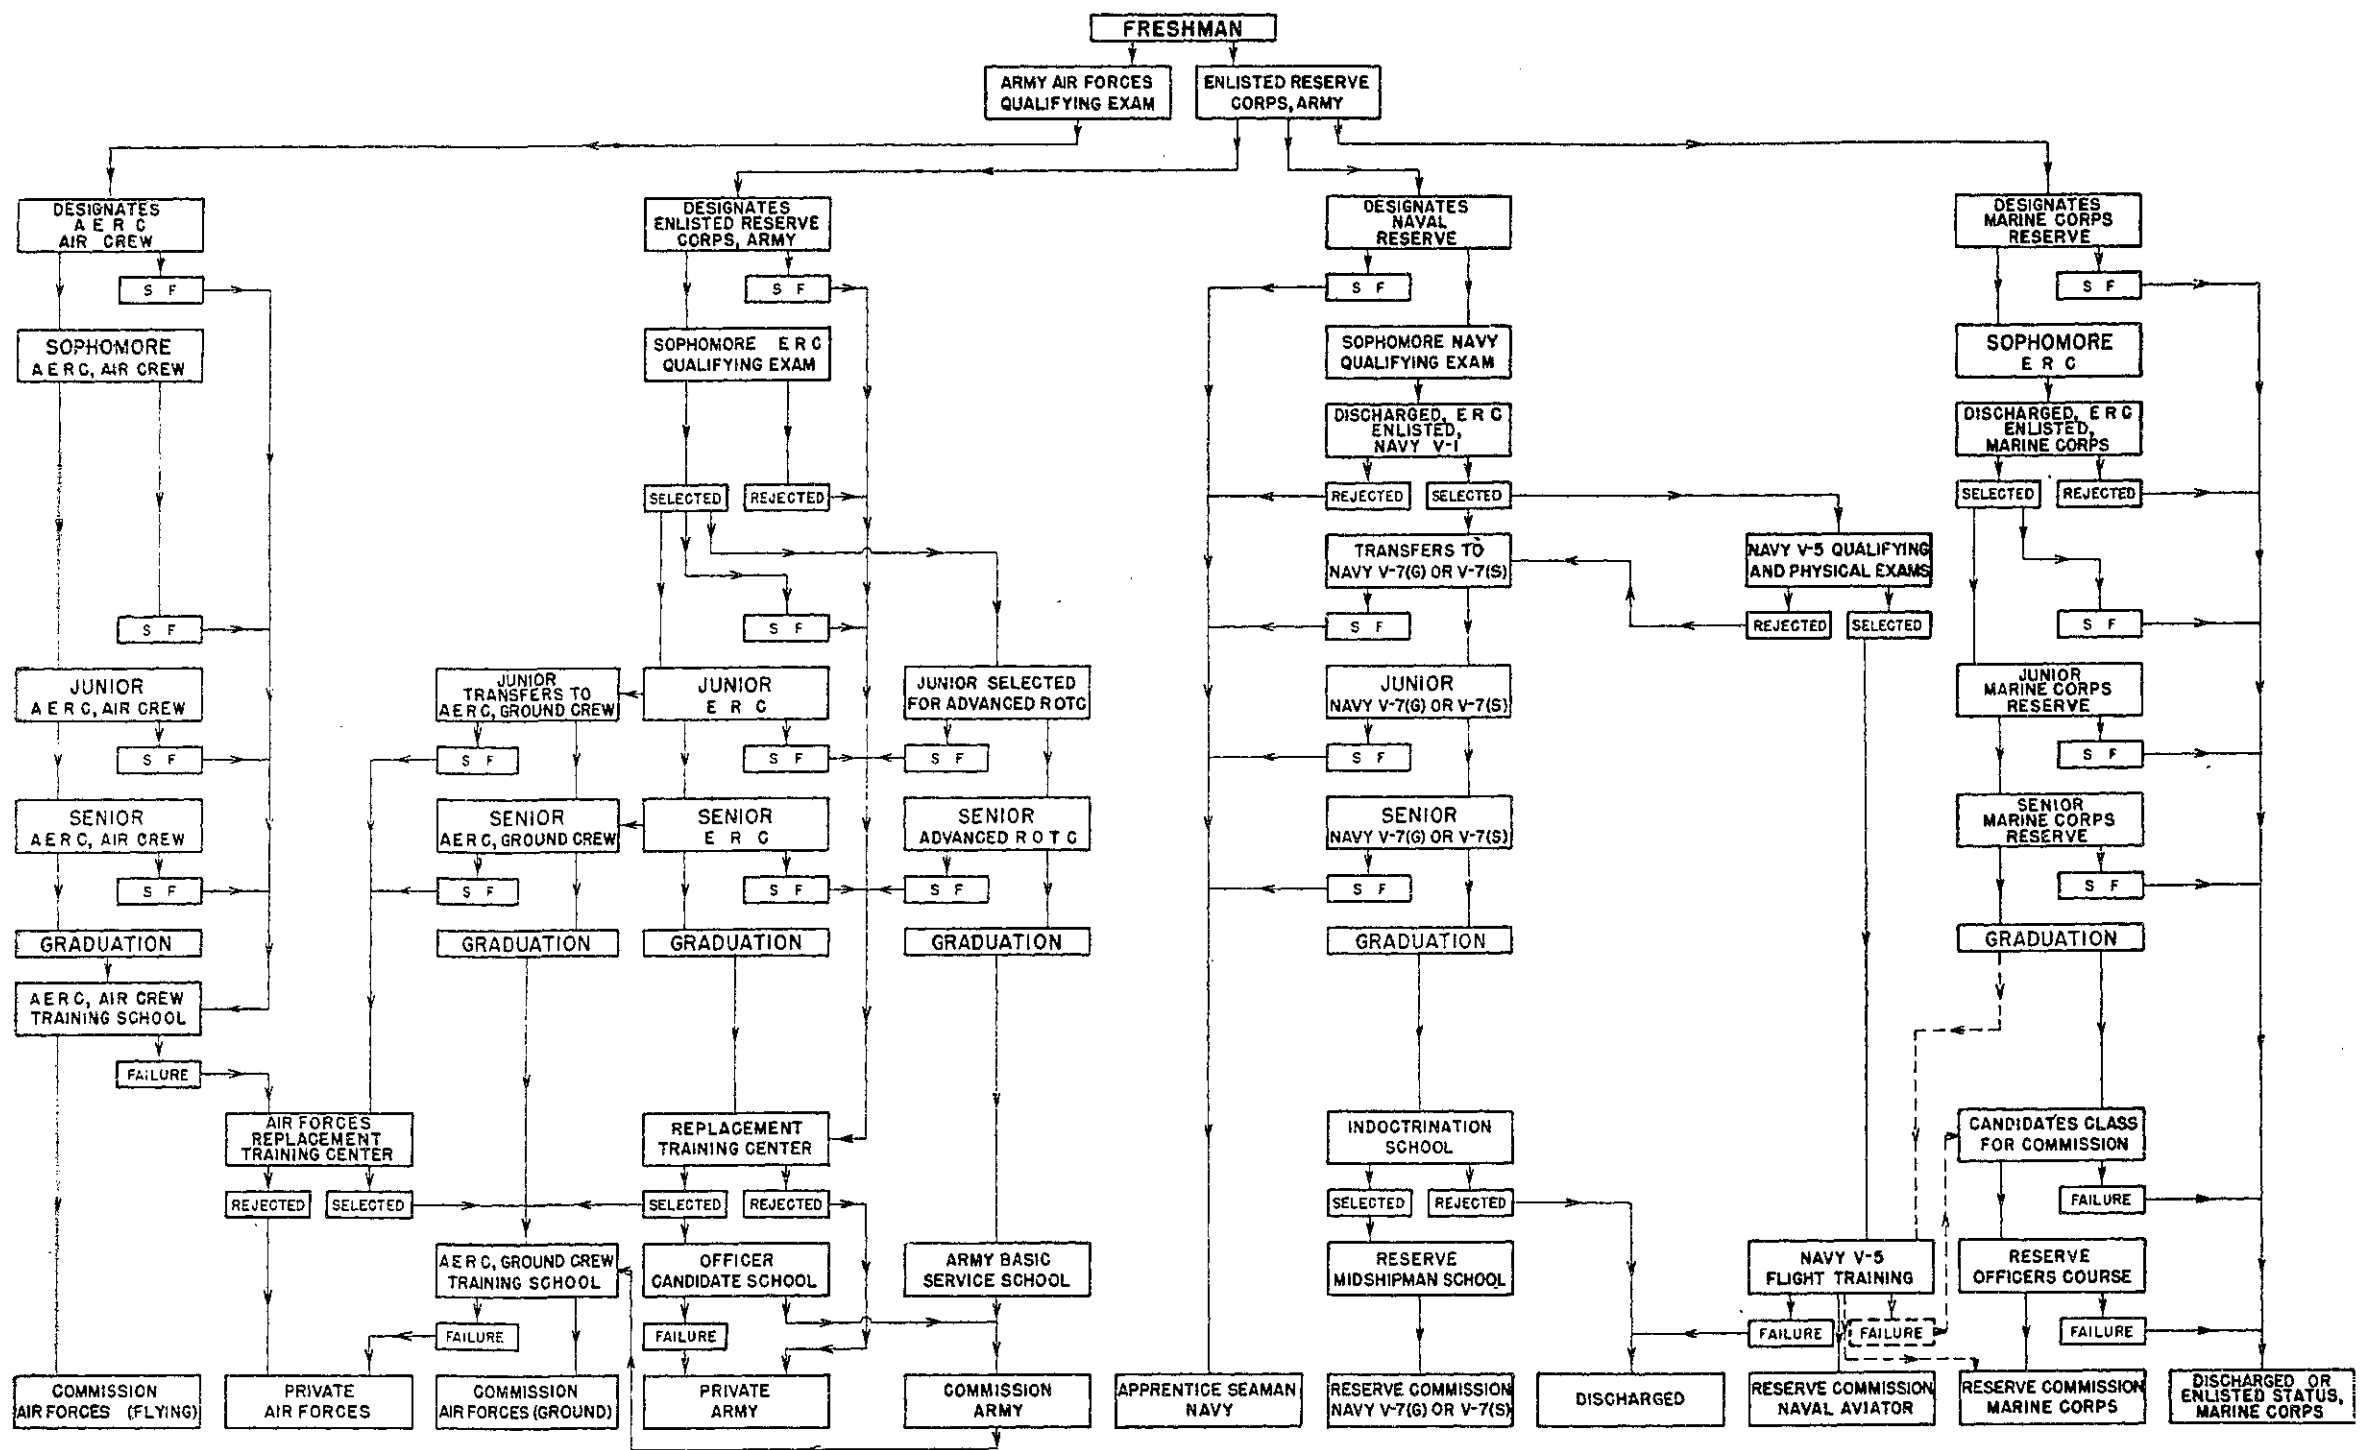 FRESHMAN
ARMY AIR FORCES
QUALIFYING EXAM
ENLISTED RESERVE
CORPS, ARMY
DESIGNATES
A E R C
AIR CREW
DESIGNATES
ENLISTED RESERVE
CORPS, ARMY
DESIGNATES
NAVAL
RESERVE
DESIGNATES
MARINE CORPS
RESERVE
S F
S F
S F
S F
SOPHOMORE
A E R C, AIR CREW
SOPHOMORE E R C
QUALIFYING EXAM
SOPHOMORE NAVY
QUALIFYING EXAM
SOPHOMORE
E R C
DISCHARGED, E R C
ENLISTED,
NAVY V-1
DISCHARGED, E R C
ENLISTED,
MARINE CORPS
SELECTED
REJECTED
REJECTED
SELECTED
SELECTED
REJECTED
TRANSFERS TO
NAVY V-7(G) OR V-7(S)
NAVY V-5 QUALIFYING
AND PHYSICAL EXAMS
S F
S F
S F
REJECTED
SELECTED
S F
JUNIOR
A E R C, AIR CREW
JUNIOR
TRANSFERS TO
A E R C, GROUND CREW
JUNIOR
E R C
JUNIOR SELECTED
FOR ADVANCED ROTC
JUNIOR
NAVY V-7(G) OR V-7(S)
JUNIOR
MARINE CORPS
RESERVE
S F
S F
S F
S F
S F
S F
SENIOR
A E R C, AIR CREW
SENIOR
A E R C, GROUND CREW
SENIOR
E R C
SENIOR
ADVANCED R O T C
SENIOR
NAVY V-7(G) OR V-7(S)
SENIOR
MARINE CORPS
RESERVE
S F
S F
S F
S F
S F
S F
GRADUATION
GRADUATION
GRADUATION
GRADUATION
GRADUATION
GRADUATION
A E R C, AIR CREW
TRAINING SCHOOL
FAILURE
AIR FORCES
REPLACEMENT
TRAINING CENTER
REPLACEMENT
TRAINING CENTER
INDOCTRINATION
SCHOOL
CANDIDATES CLASS
FOR COMMISSION
REJECTED
SELECTED
SELECTED
REJECTED
SELECTED
REJECTED
FAILURE
A E R C, GROUND CREW
TRAINING SCHOOL
OFFICER
CANDIDATE SCHOOL
ARMY BASIC
SERVICE SCHOOL
RESERVE
MIDSHIPMAN SCHOOL
NAVY V-5
FLIGHT TRAINING
RESERVE
OFFICERS COURSE
FAILURE
FAILURE
FAILURE
FAILURE
FAILURE
COMMISSION
AIR FORCES (FLYING)
PRIVATE
AIR FORCES
COMMISSION
AIR FORCES (GROUND)
PRIVATE
ARMY
COMMISSION
ARMY
APPRENTICE SEAMAN
NAVY
RESERVE COMMISSION
NAVY V-7(G) OR V-7(S)
DISCHARGED
RESERVE COMMISSION
NAVAL AVIATOR
RESERVE COMMISSION
MARINE CORPS
DISCHARGED OR
ENLISTED STATUS,
MARINE CORPS